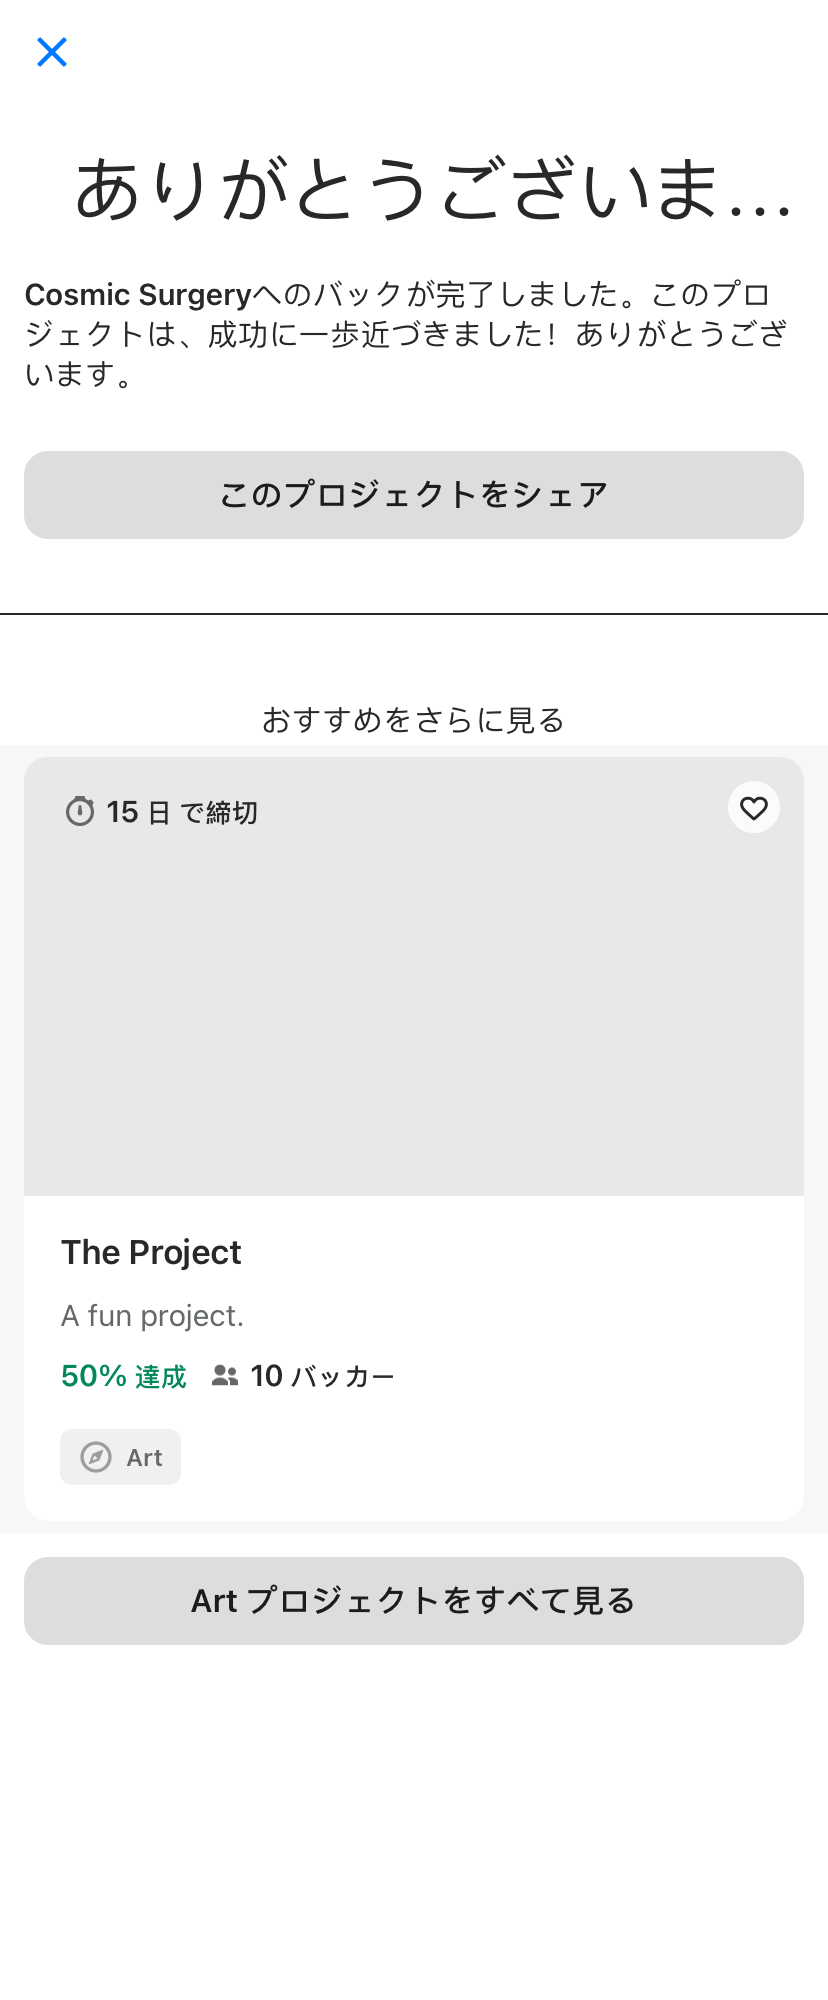 ありがとうございま...
Cosmic Surgeryへのバックが完了しました。このプロ
ジェクトは、成功に一歩近づきました！ありがとうござ
います。
このプロジェクトをシェア
おすすめをさらに見る
15 日 で締切
The Project
A fun project.
50% 達成 10 バッカー
Art
Art プロジェクトをすべて見る